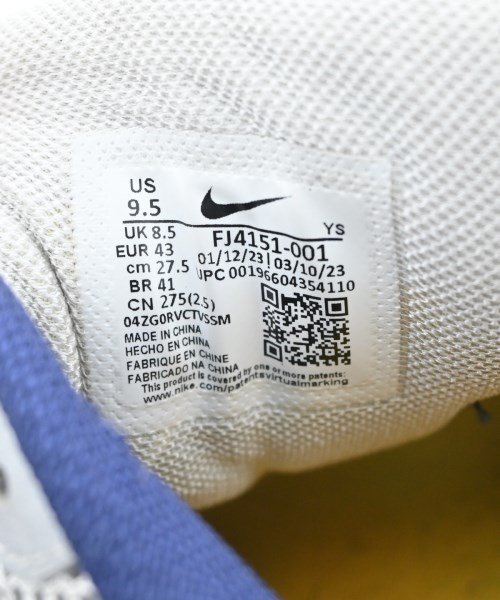 US
9.5
YS
UK 8.5
FJ4151-001
EUR 43
01/12/23 03/10/23
cm 27.5
UPC 00196604354110
BR 41
CN 275(2.5)
04ZG0RVCTVSSM
MADE IN CHINA
HECHO EN CHINA
FABRIQUE EN CHINE
FABRICADO NA CHINA
This product is covered by one or more patents:
www.nike.com/patentsvirtualmarking